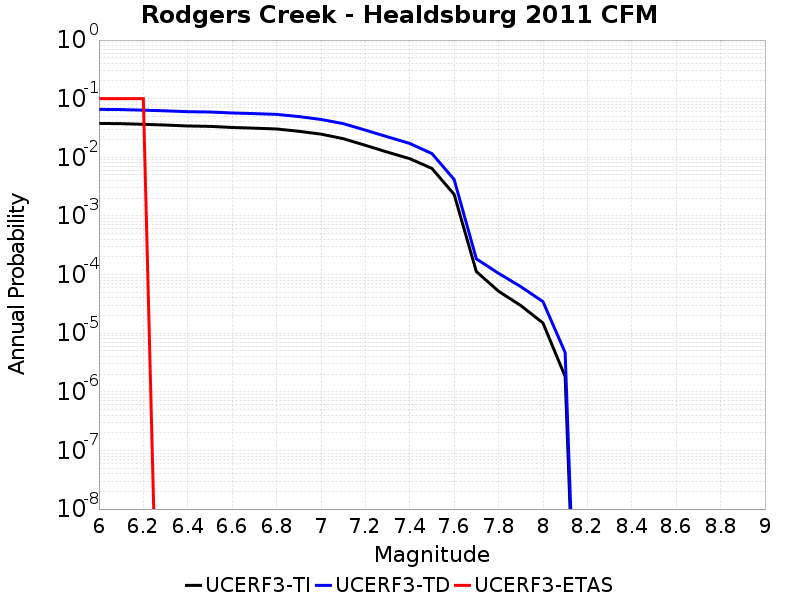 Rodgers Creek - Healdsburg 2011 CFM
Annual Probability
10^0
10^-1
10^-2
10^-3
10^-4
10^-5
10^-6
10^-7
10^-8
6 6.2 6.4 6.6 6.8 7 7.2 7.4 7.6 7.8 8 8.2 8.4 8.6 8.8 9
Magnitude
UCERF3-TI UCERF3-TD UCERF3-ETAS